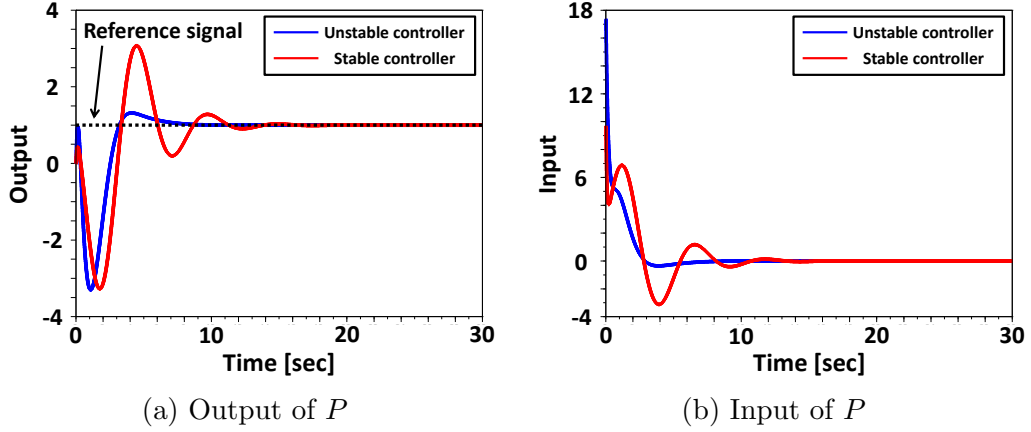 Reference signal
Unstable controller
Stable controller
4
2
0
-2
-4
Output
0
10
20
30
Time [sec]
(a) Output of P
Unstable controller
Stable controller
18
12
6
0
-4
Input
0
10
20
30
Time [sec]
(b) Input of P